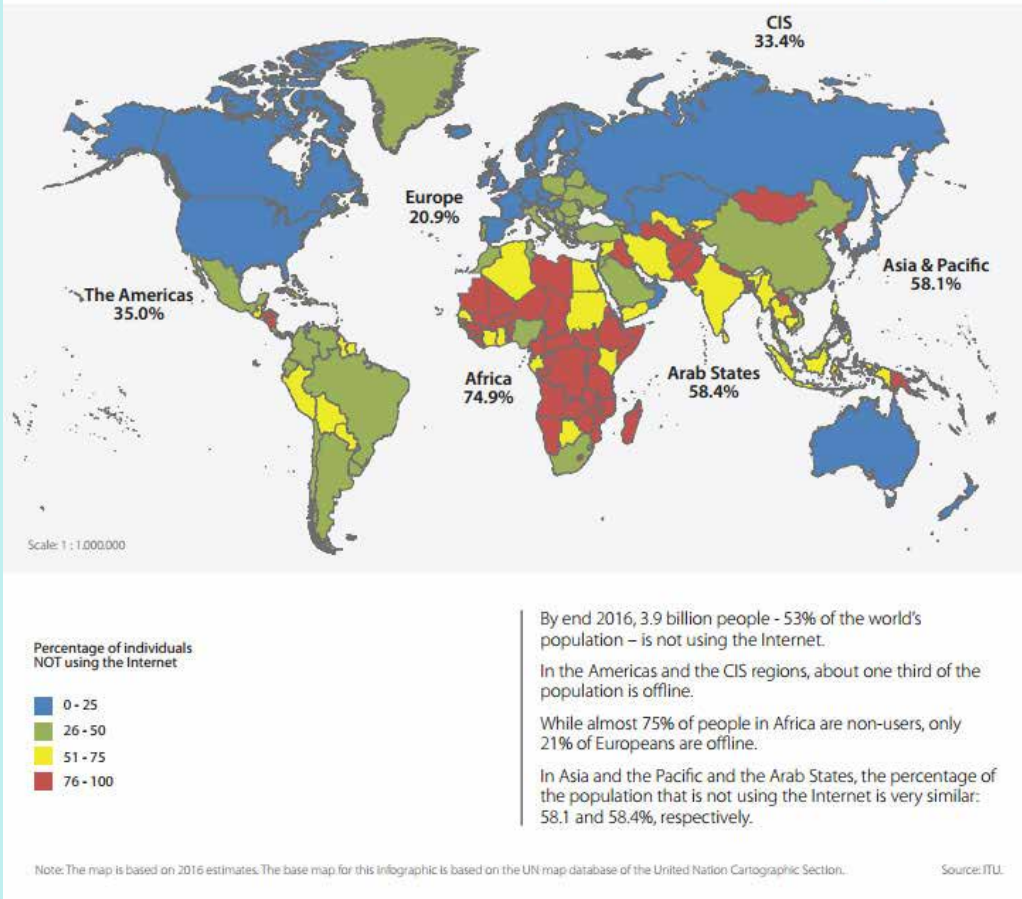 CIS
33.4%
Europe
20.9%
The Americas
35.0%
Asia & Pacific
58.1%
Africa
74.9%
Arab States
58.4%
Scale: 1 : 1.000.000
Percentage of individuals
NOT using the Internet
0 - 25
26 - 50
51 - 75
76 - 100
By end 2016, 3.9 billion people - 53% of the world's
population – is not using the Internet.
In the Americas and the CIS regions, about one third of the
population is offline.
While almost 75% of people in Africa are non-users, only
21% of Europeans are offline.
In Asia and the Pacific and the Arab States, the percentage of
the population that is not using the Internet is very similar:
58.1 and 58.4%, respectively.
Note: The map is based on 2016 estimates. The base map for this infographic is based on the UN map database of the United Nation Cartographic Section.
Source: ITU.